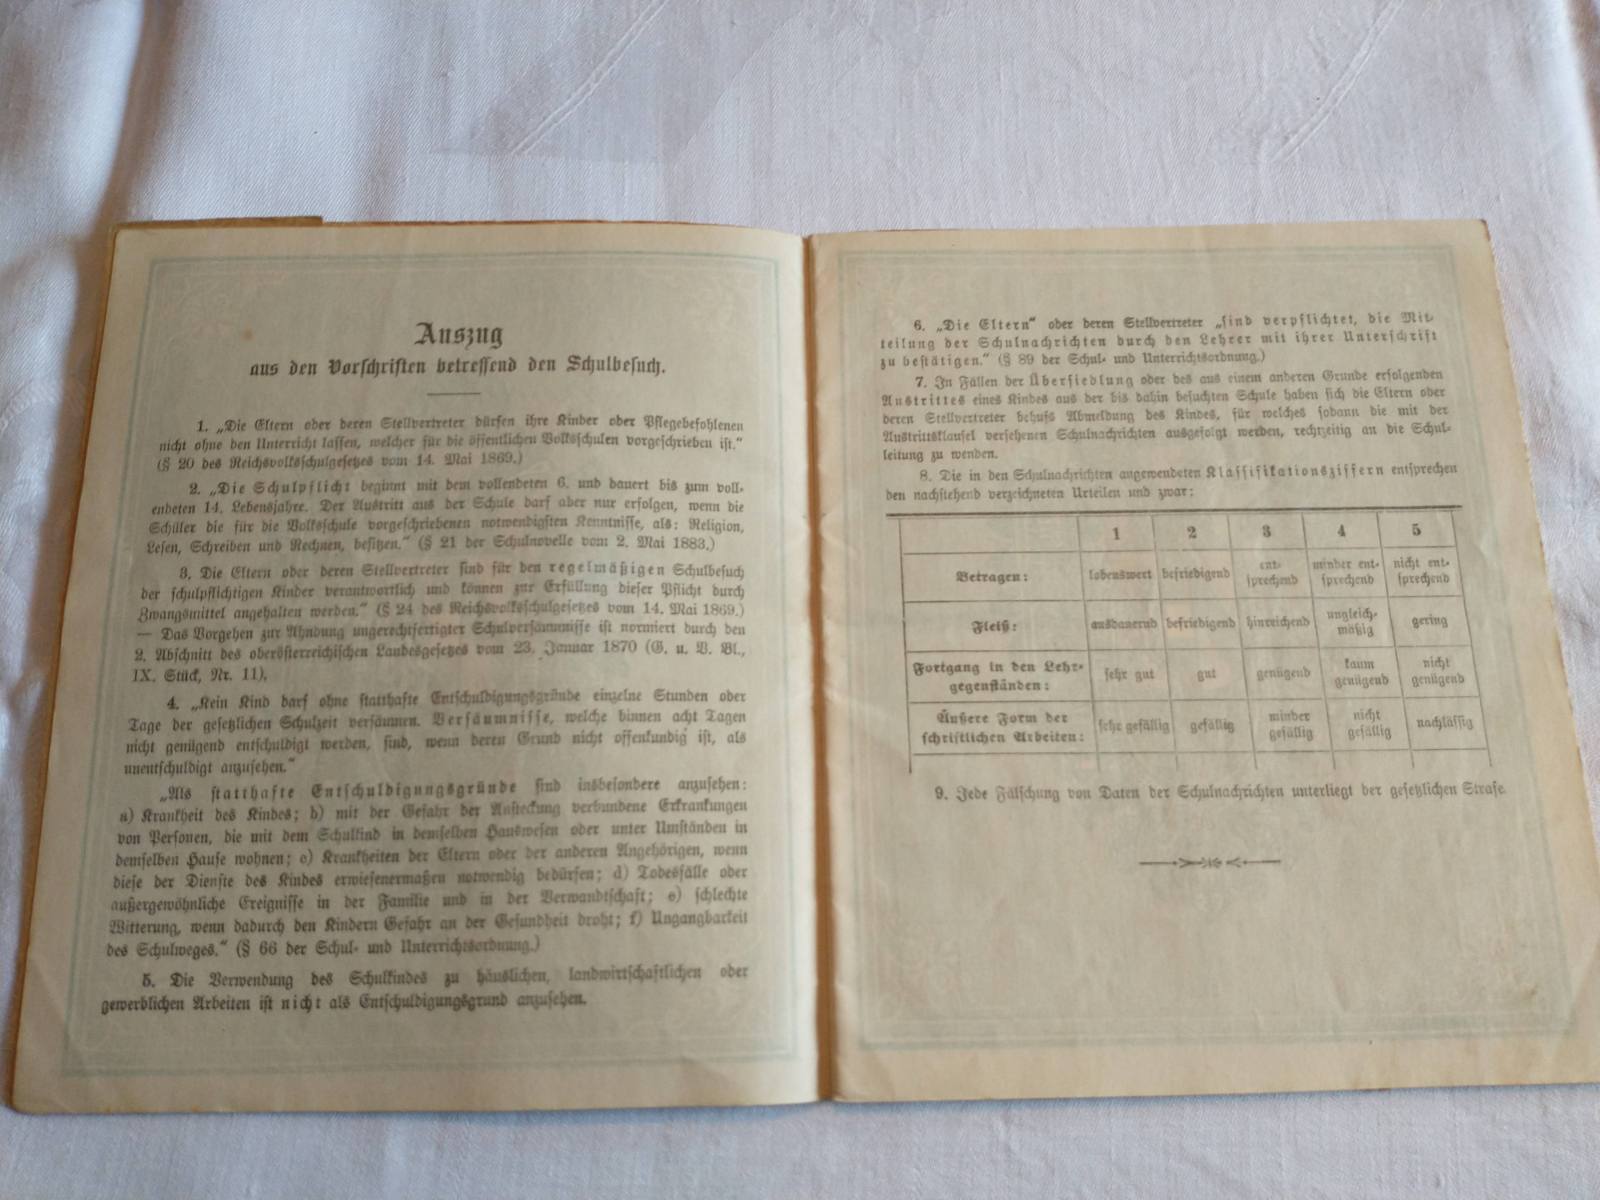 Auszug
aus den Vorschriften betreffend den Schulbesuch.
1. „Die Eltern oder deren Stellvertreter dürfen ihre Kinder oder Pflegebefohlenen
nicht ohne den Unterricht lassen, welcher für die öffentlichen Volksschulen vorgeschrieben ist.“
(§ 20 des Reichsvolksschulgesetzes vom 14. Mai 1869.)
2. „Die Schulpflicht beginnt mit dem vollendeten 6. und dauert bis zum voll-
endeten 14. Lebensjahre. Der Austritt aus der Schule darf aber nur erfolgen, wenn die
Schüler die für die Volksschule vorgeschriebenen notwendigsten Kenntnisse, als: Religion,
Lesen, Schreiben und Rechnen, besitzen.“ (§ 21 der Schulnovelle vom 2. Mai 1883.)
3. Die Eltern oder deren Stellvertreter sind für den regelmäßigen Schulbesuch
der schulpflichtigen Kinder verantwortlich und können zur Erfüllung dieser Pflicht durch
Zwangsmittel angehalten werden.“ (§ 24 des Reichsvolksschulgesetzes vom 14. Mai 1869.)
— Das Vorgehen zur Ahndung ungerechtfertigter Schulversäumnisse ist normiert durch den
2. Abschnitt des oberösterreichischen Landesgesetzes vom 23. Januar 1870 (G. u. V. Bl.,
IX. Stück, Nr. 11).
4. „Kein Kind darf ohne statthafte Entschuldigungsgründe einzelne Stunden oder
Tage der gesetzlichen Schulzeit versäumen. Versäumnisse, welche binnen acht Tagen
nicht genügend entschuldigt werden, sind, wenn deren Grund nicht offenkundig ist, als
unentschuldigt anzusehen.“
„Als statthafte Entschuldigungsgründe sind insbesondere anzusehen:
a) Krankheit des Kindes; b) mit der Gefahr der Ansteckung verbundene Erkrankungen
von Personen, die mit dem Schulkind in demselben Hauswesen oder unter Umständen in
demselben Hause wohnen; c) Krankheiten der Eltern oder der anderen Angehörigen, wenn
diese der Dienste des Kindes erwiesenermaßen notwendig bedürfen; d) Todesfälle oder
außergewöhnliche Ereignisse in der Familie und in der Verwandtschaft; e) schlechte
Witterung, wenn dadurch den Kindern Gefahr an der Gesundheit droht; f) Ungangbarkeit
des Schulweges.“ (§ 66 der Schul- und Unterrichtsordnung.)
5. Die Verwendung des Schulkindes zu häuslichen, landwirtschaftlichen oder
gewerblichen Arbeiten ist nicht als Entschuldigungsgrund anzusehen.
6. „Die Eltern“ oder deren Stellvertreter „sind verpflichtet, die Mit-
teilung der Schulnachrichten durch den Lehrer mit ihrer Unterschrift
zu bestätigen.“ (§ 89 der Schul- und Unterrichtsordnung.)
7. In Fällen der Übersiedlung oder des aus einem anderen Grunde erfolgenden
Austrittes eines Kindes aus der bis dahin besuchten Schule haben sich die Eltern oder
deren Stellvertreter behufs Abmeldung des Kindes, für welches sodann die mit der
Austrittsklausel versehenen Schulnachrichten ausgefolgt werden, rechtzeitig an die Schul-
leitung zu wenden.
8. Die in den Schulnachrichten angewendeten Klassifikationsziffern entsprechen
den nachstehend verzeichneten Urteilen und zwar:
1 2 3 4 5
Betragen: lobenswert befriedigend ent-sprechend minder ent-sprechend nicht ent-sprechend
Fleiß: ausdauernd befriedigend hinreichend ungleich-mäßig gering
Fortgang in den Lehr-gegenständen: sehr gut gut genügend kaum genügend nicht genügend
Äußere Form der schriftlichen Arbeiten: sehr gefällig gefällig minder gefällig nicht gefällig nachlässig
9. Jede Fälschung von Daten der Schulnachrichten unterliegt der gesetzlichen Strafe.